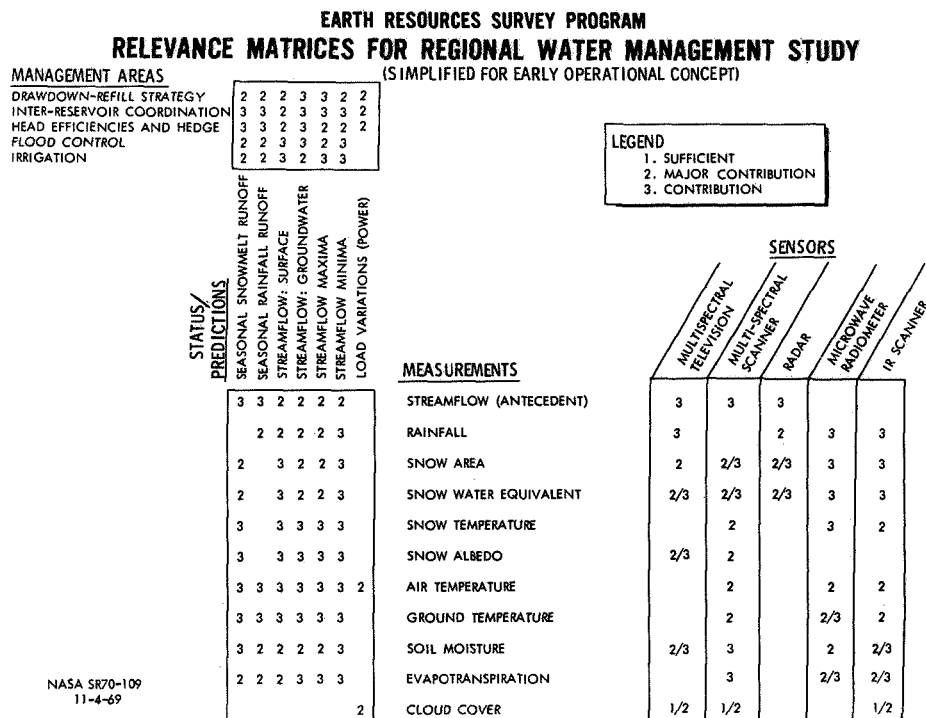 EARTH RESOURCES SURVEY PROGRAM
RELEVANCE MATRICES FOR REGIONAL WATER MANAGEMENT STUDY
(SIMPLIFIED FOR EARLY OPERATIONAL CONCEPT)
MANAGEMENT AREAS
DRAWDOWN-REFILL STRATEGY 2 2 2 3 3 2 2
INTER-RESERVOIR COORDINATION 3 3 2 3 3 3 2
HEAD EFFICIENCIES AND HEDGE 3 3 2 3 2 2 2
FLOOD CONTROL 2 2 3 3 2 3
IRRIGATION 2 2 3 2 3 3
LEGEND
1. SUFFICIENT
2. MAJOR CONTRIBUTION
3. CONTRIBUTION
STATUS/
PREDICTIONS
SEASONAL SNOWMELT RUNOFF
SEASONAL RAINFALL RUNOFF
STREAMFLOW: SURFACE
STREAMFLOW: GROUNDWATER
STREAMFLOW MAXIMA
STREAMFLOW MINIMA
LOAD VARIATIONS (POWER)
SENSORS
MULTISPECTRAL
TELEVISION
MULTI-SPECTRAL
SCANNER
RADAR
MICROWAVE
RADIOMETER
IR SCANNER
MEASUREMENTS
3 3 2 2 2 2 STREAMFLOW (ANTECEDENT) 3 3 3
2 2 2 2 3 RAINFALL 3 2 3 3
2 3 2 2 3 SNOW AREA 2 2/3 2/3 3 3
2 3 2 2 3 SNOW WATER EQUIVALENT 2/3 2/3 2/3 3 3
3 3 3 3 3 SNOW TEMPERATURE 2 3 2
3 3 3 3 3 SNOW ALBEDO 2/3 2
3 3 3 3 3 3 2 AIR TEMPERATURE 2 2 2
3 3 3 3 3 3 GROUND TEMPERATURE 2 2/3 2
3 2 2 2 2 3 SOIL MOISTURE 2/3 3 2 2/3
2 2 2 3 3 3 EVAPOTRANSPIRATION 3 2/3 2/3
2 CLOUD COVER 1/2 1/2 1/2
NASA SR70-109
11-4-69